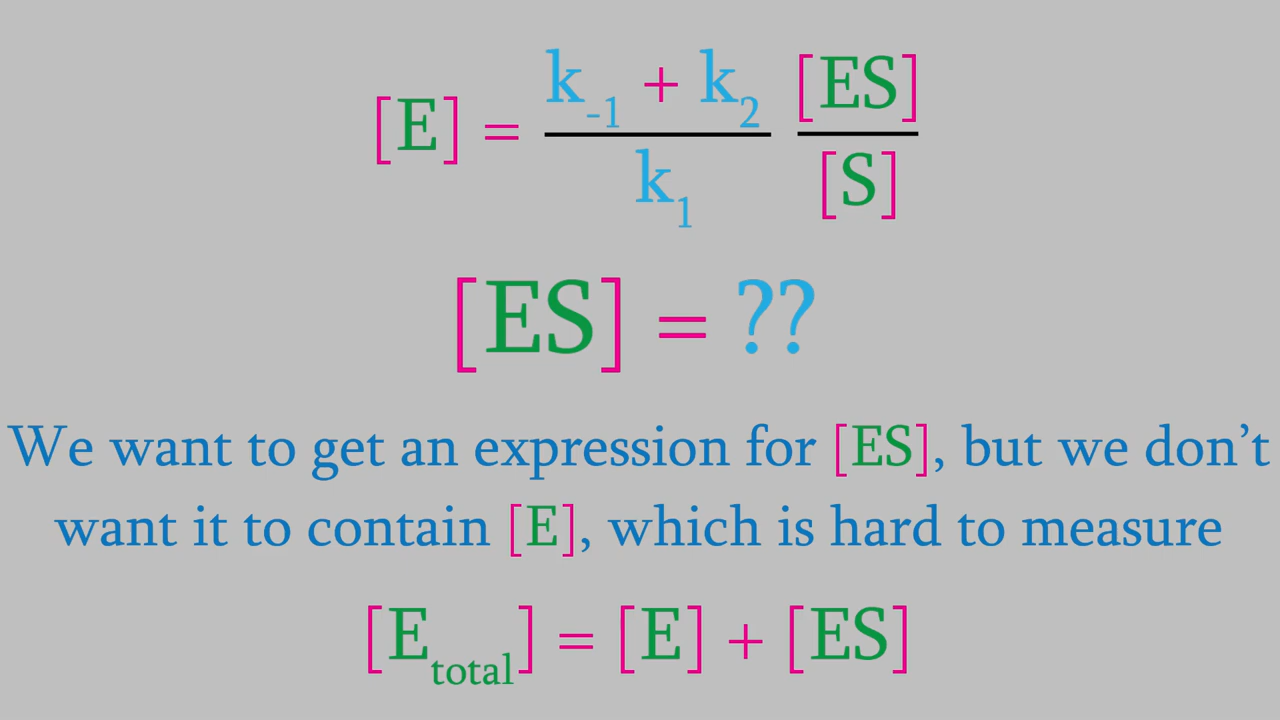 [E] = k₋₁ + k₂ / k₁ [ES] / [S]
[ES] = ??
We want to get an expression for [ES], but we don’t
want it to contain [E], which is hard to measure
[E_total] = [E] + [ES]